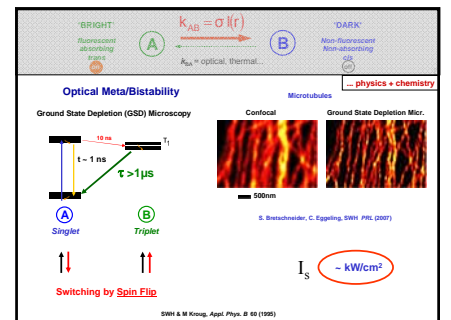 'BRIGHT'
fluorescent
absorbing
trans
A
k_AB = σ I(r)
k_BA = optical, thermal...
B
'DARK'
Non-fluorescent
Non-absorbing
cis
... physics + chemistry
Optical Meta/Bistability
Microtubules
Ground State Depletion (GSD) Microscopy
Confocal
Ground State Depletion Micr.
10 ns
T₁
t ~ 1 ns
τ >1µs
500nm
A
B
Singlet
Triplet
S. Bretschneider, C. Eggeling, SWH PRL (2007)
I_s
~ kW/cm²
Switching by Spin Flip
SWH & M Kroug, Appl. Phys. B 60 (1995)